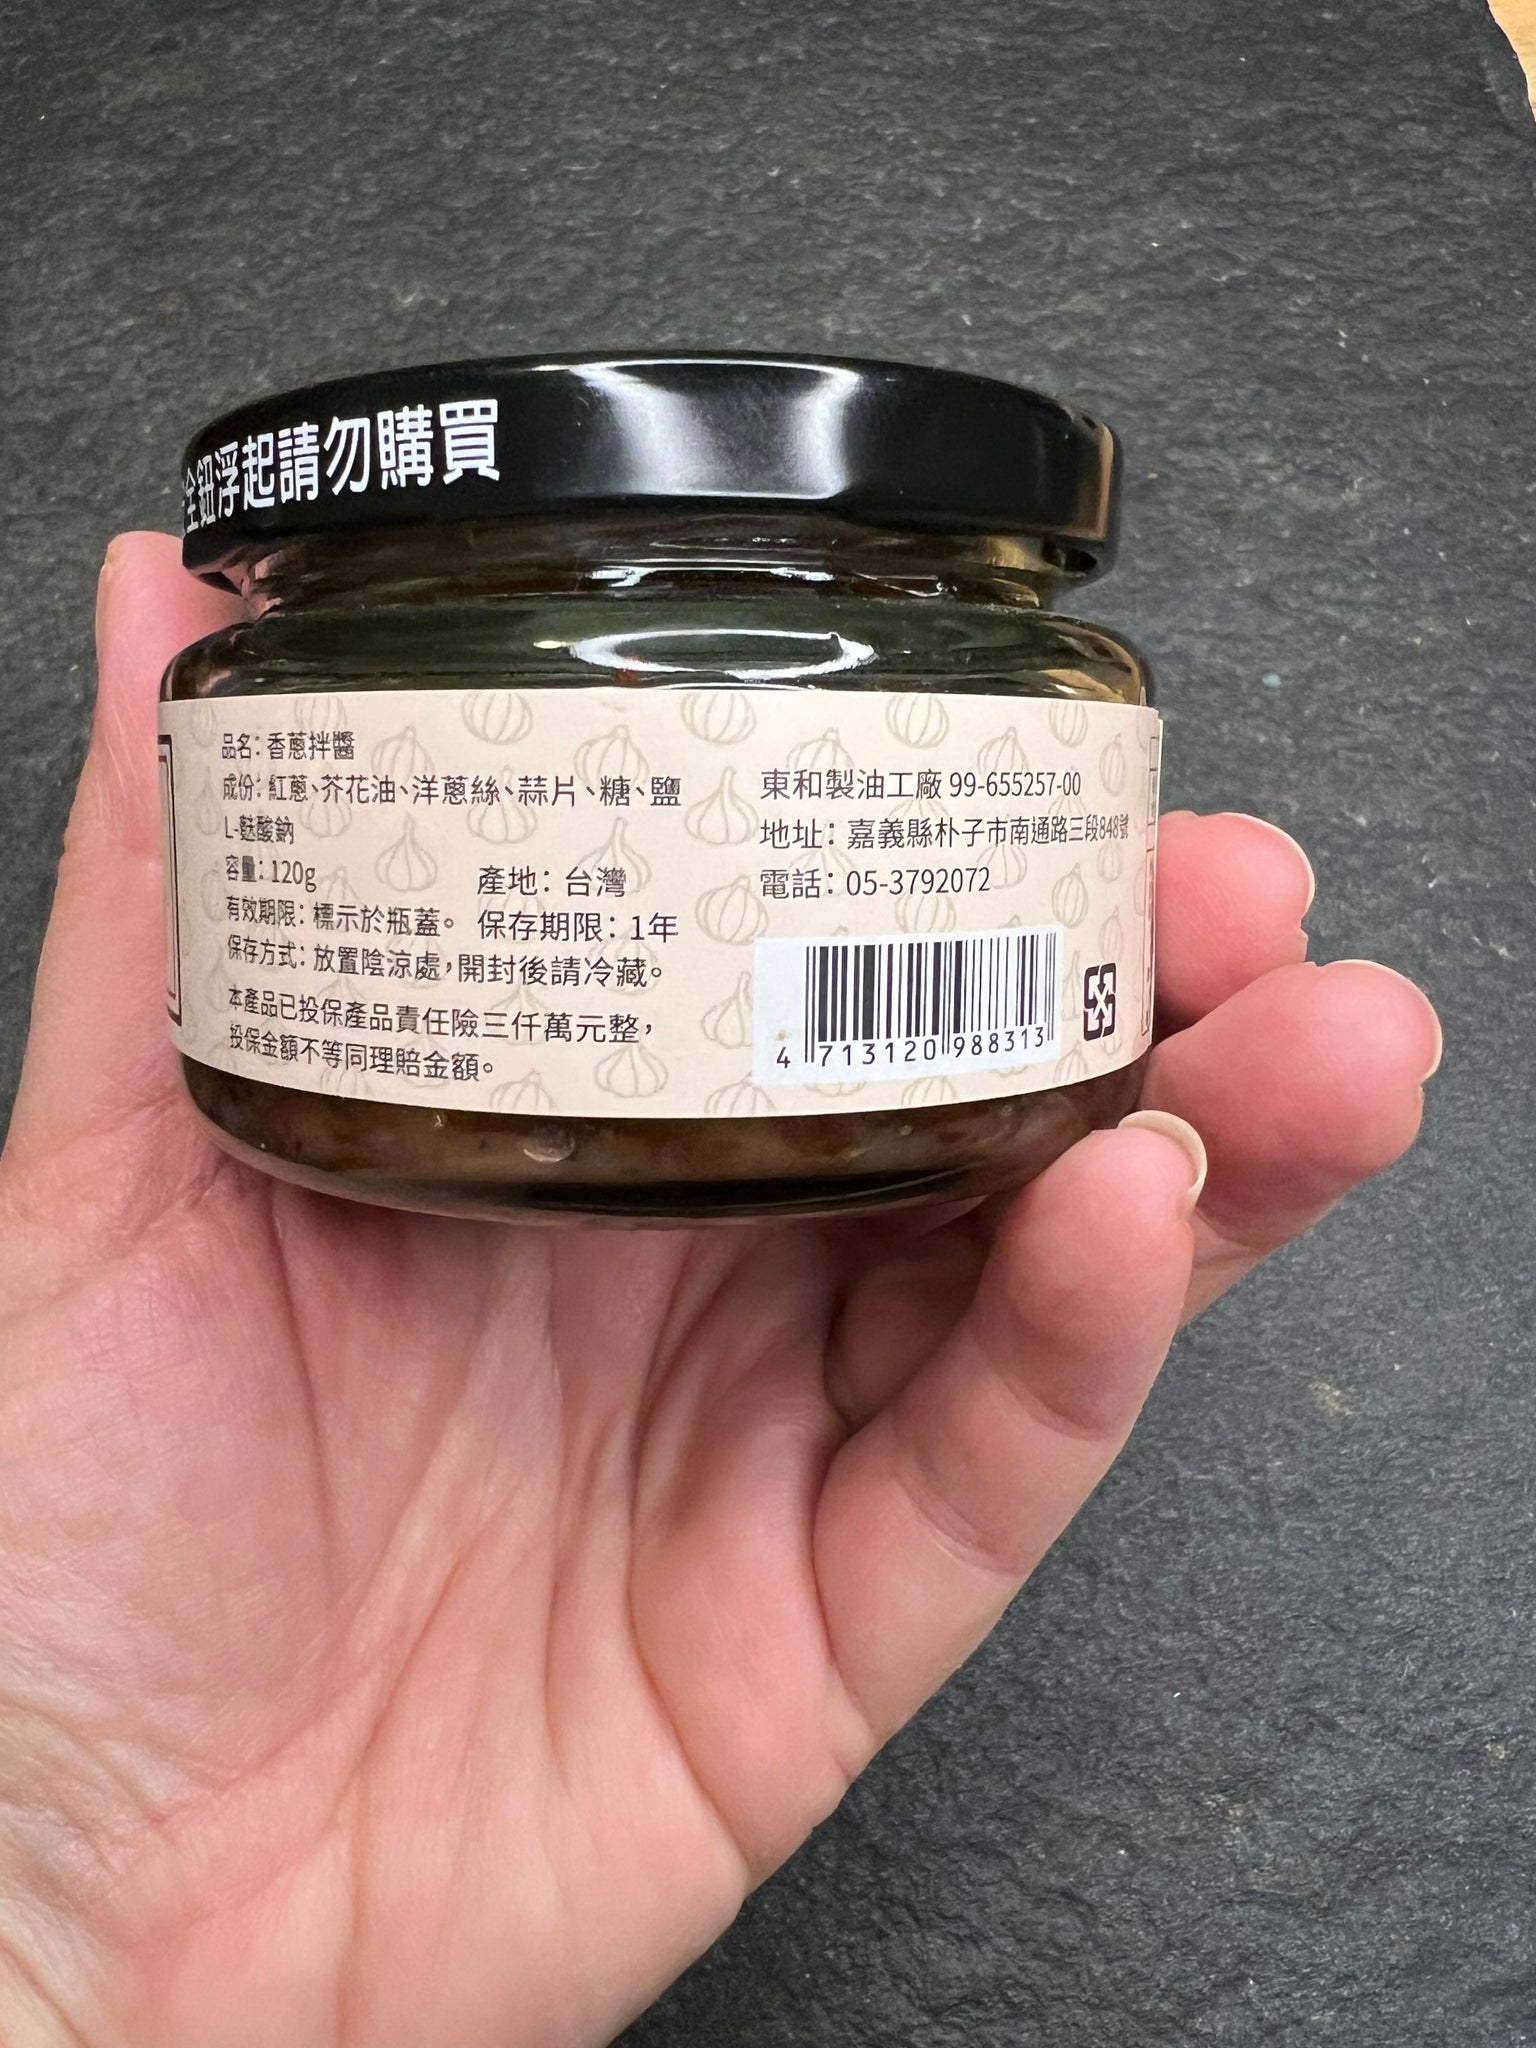 全鈕浮起請勿購買
品名：香蔥拌醬
成份：紅蔥、芥花油、洋蔥絲、蒜片、糖、鹽
L-麩酸鈉
容量：120g
產地：台灣
有效期限：標示於瓶蓋。
保存期限：1年
保存方式：放置陰涼處，開封後請冷藏。
本產品已投保產品責任險三仟萬元整，
投保金額不等同理賠金額。
東和製油工廠 99-655257-00
地址：嘉義縣朴子市南通路三段848號
電話：05-3792072
4 713120 988313